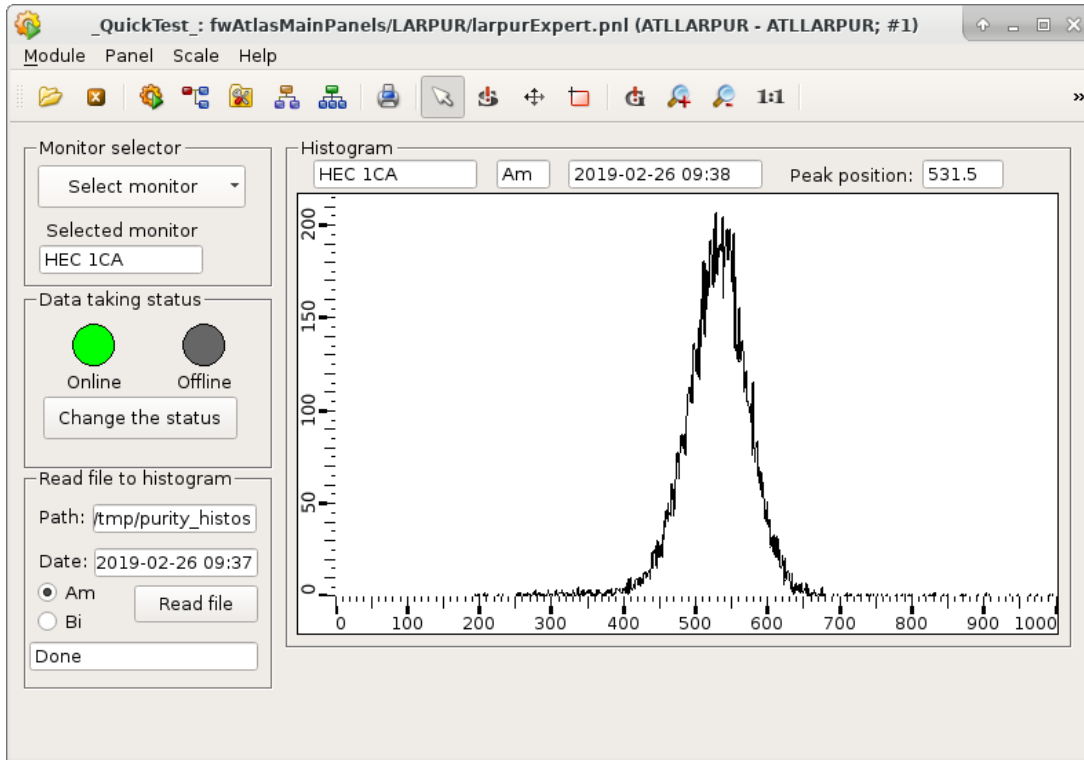 _QuickTest_: fwAtlasMainPanels/LARPUR/larpurExpert.pnl (ATLLARPUR - ATLLARPUR; #1)
Module Panel Scale Help
1:1 »
Monitor selector
Select monitor
Selected monitor
HEC 1CA
Data taking status
Online Offline
Change the status
Read file to histogram
Path: /tmp/purity_histos
Date: 2019-02-26 09:37
Am
Bi
Read file
Done
Histogram
HEC 1CA Am 2019-02-26 09:38 Peak position: 531.5
200
150
100
50
0
0 100 200 300 400 500 600 700 800 900 1000